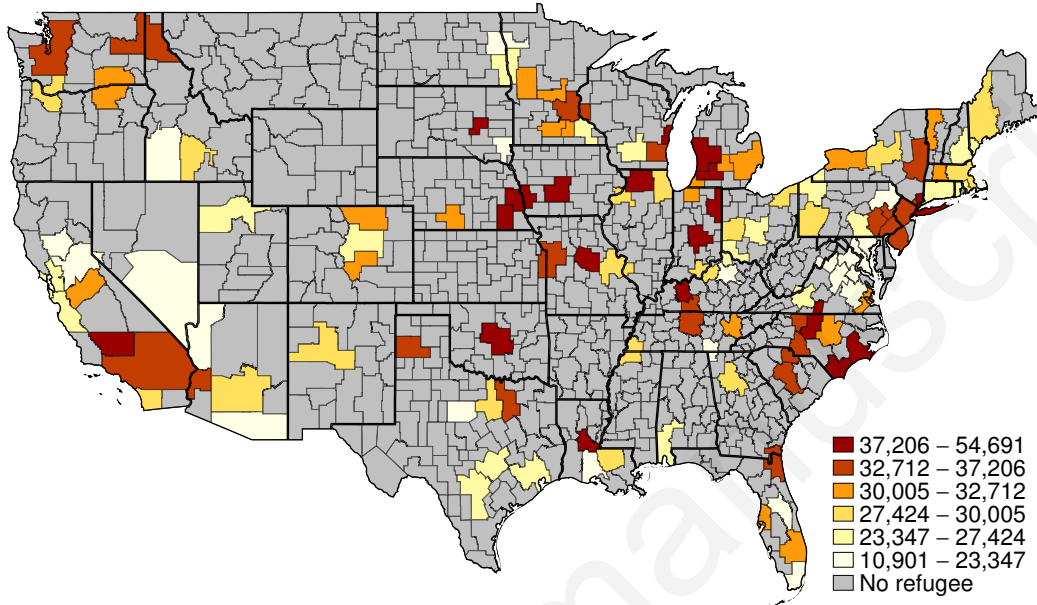 37,206 − 54,691
32,712 − 37,206
30,005 − 32,712
27,424 − 30,005
23,347 − 27,424
10,901 − 23,347
No refugee
manuscr